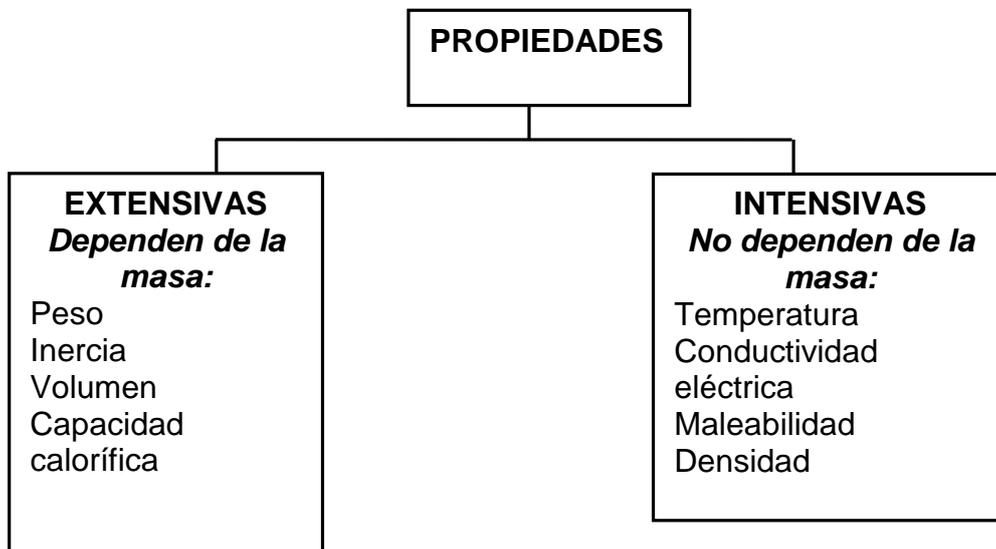 PROPIEDADES
EXTENSIVAS
Dependen de la
masa:
Peso
Inercia
Volumen
Capacidad
calorífica
INTENSIVAS
No dependen de la
masa:
Temperatura
Conductividad
eléctrica
Maleabilidad
Densidad